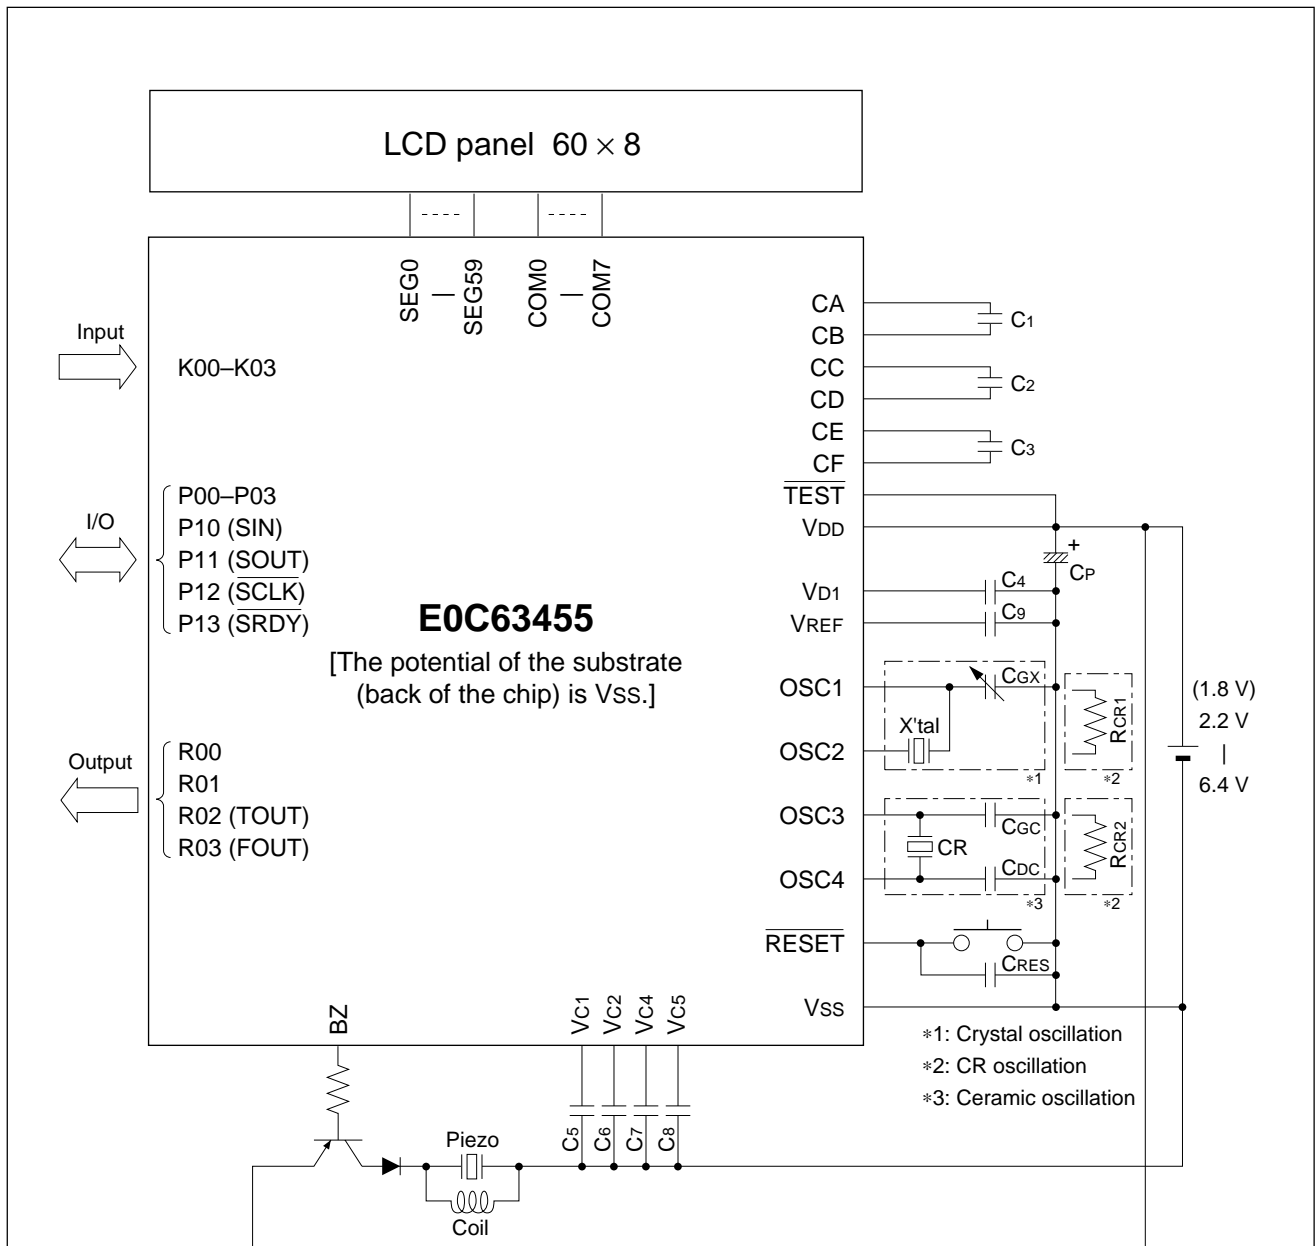 LCD panel 60 × 8
SEG0
|
SEG59
COM0
|
COM7
Input
K00–K03
I/O
P00–P03
P10 (SIN)
P11 (SOUT)
P12 (S̅C̅L̅K̅)
P13 (S̅R̅D̅Y̅)
Output
R00
R01
R02 (TOUT)
R03 (FOUT)
E0C63455
[The potential of the substrate
(back of the chip) is VSS.]
CA
CB
C1
CC
CD
C2
CE
CF
C3
T̅E̅S̅T̅
VDD
+
CP
VD1
C4
VREF
C9
OSC1
CGX
X'tal
OSC2
*1
RCR1
*2
OSC3
CGC
CR
OSC4
CDC
*3
RCR2
*2
R̅E̅S̅E̅T̅
CRES
VSS
(1.8 V)
2.2 V
|
6.4 V
*1: Crystal oscillation
*2: CR oscillation
*3: Ceramic oscillation
BZ
VC1
VC2
VC4
VC5
C5
C6
C7
C8
Piezo
Coil